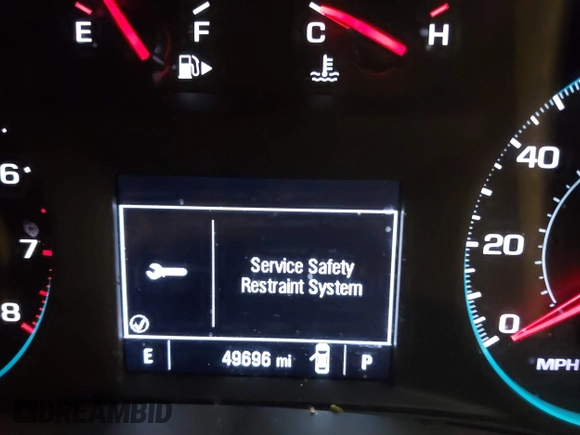 E F C H
6
7
8
40
20
0
MPH
Service Safety
Restraint System
E 49696 mi P
DREAMBID